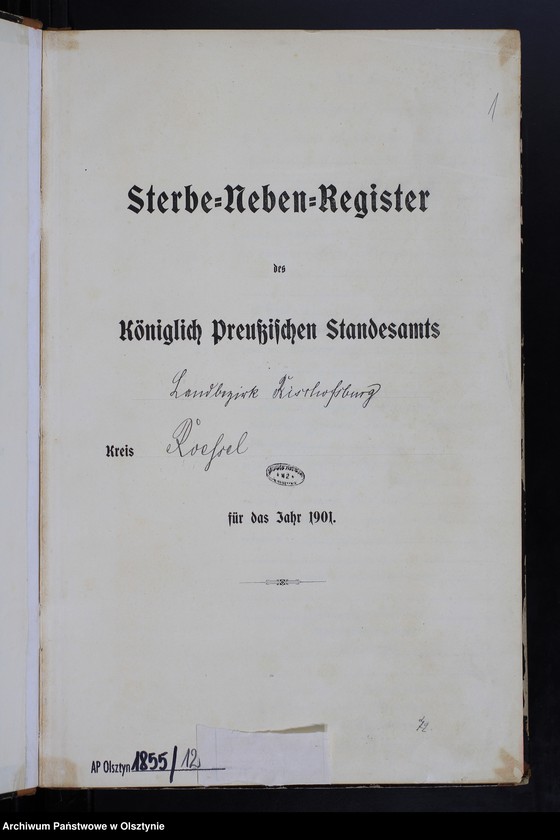 1
Sterbe=Neben=Register
des
Königlich Preußischen Standesamts
Landbezirk Bischofsburg
Kreis Roessel
für das Jahr 1901.
AP Olsztyn 1855/12
Archiwum Państwowe w Olsztynie